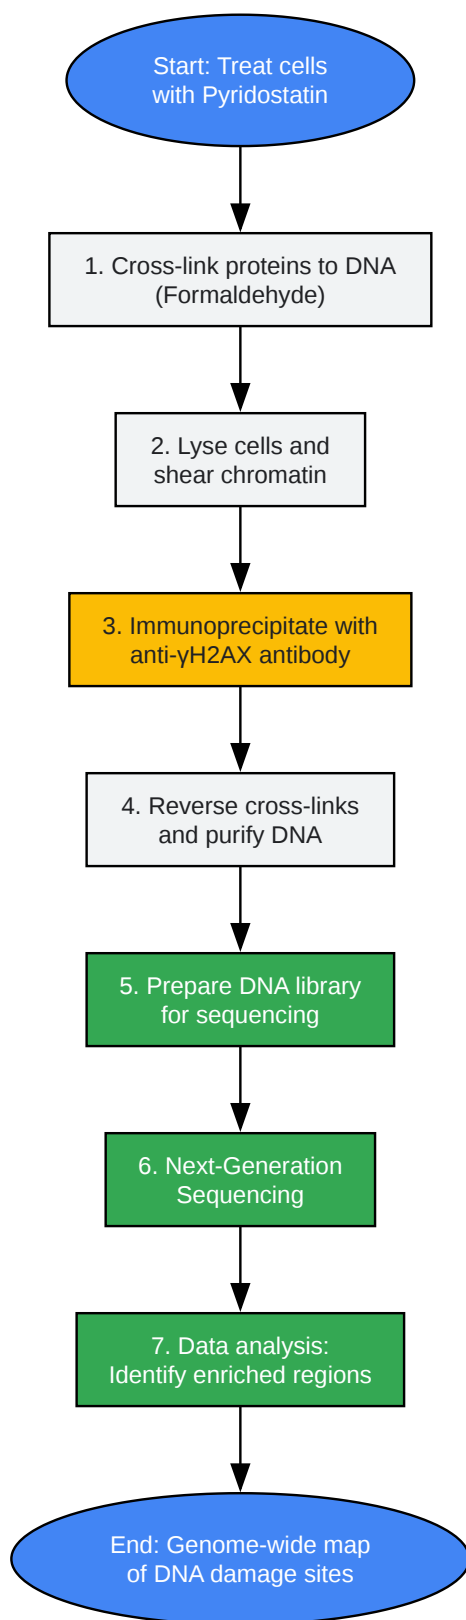 Start: Treat cells
with Pyridostatin
1. Cross-link proteins to DNA
(Formaldehyde)
2. Lyse cells and
shear chromatin
3. Immunoprecipitate with
anti-γH2AX antibody
4. Reverse cross-links
and purify DNA
5. Prepare DNA library
for sequencing
6. Next-Generation
Sequencing
7. Data analysis:
Identify enriched regions
End: Genome-wide map
of DNA damage sites